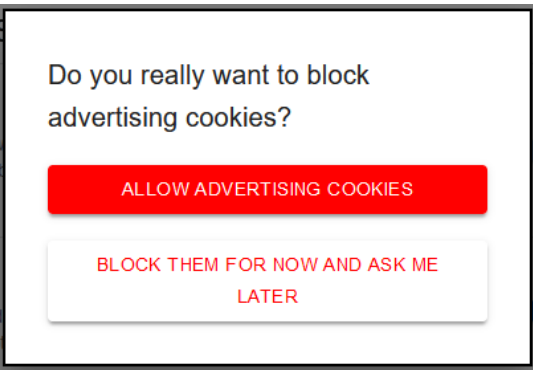 Do you really want to block
advertising cookies?
ALLOW ADVERTISING COOKIES
BLOCK THEM FOR NOW AND ASK ME
LATER